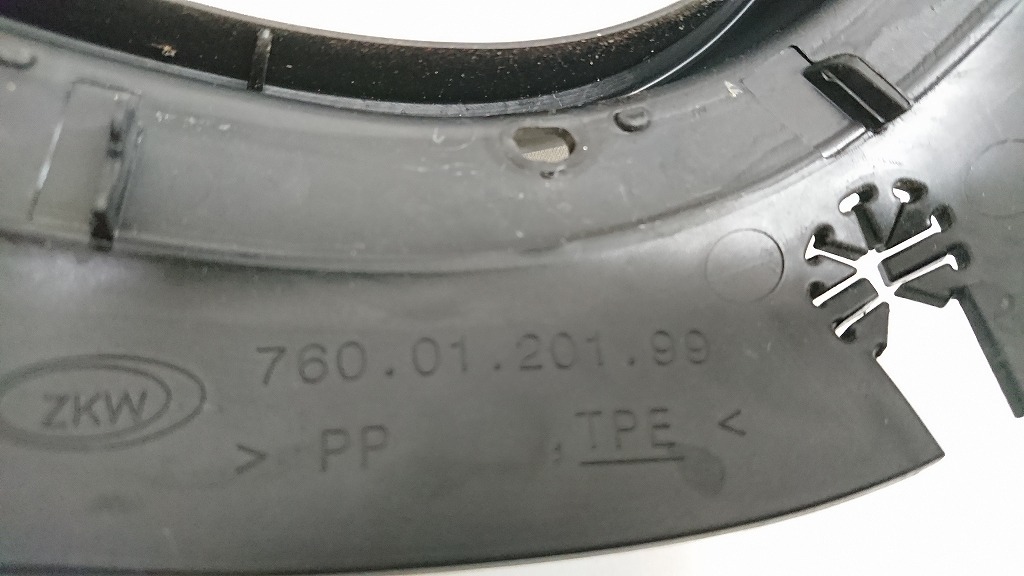 760.01.201.99
ZKW
> PP , TPE <